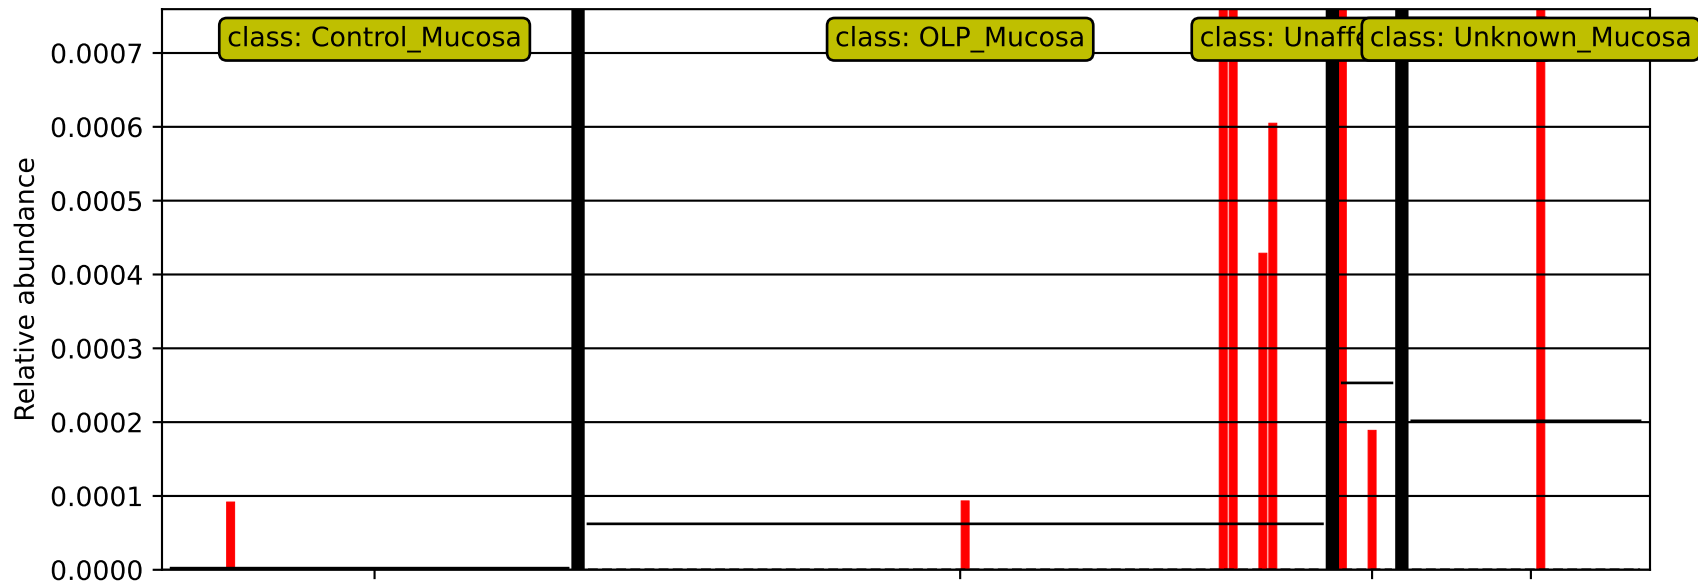 class: Control_Mucosa
class: OLP_Mucosa
class: Unaffe
class: Unknown_Mucosa
Relative abundance
0.0007
0.0006
0.0005
0.0004
0.0003
0.0002
0.0001
0.0000